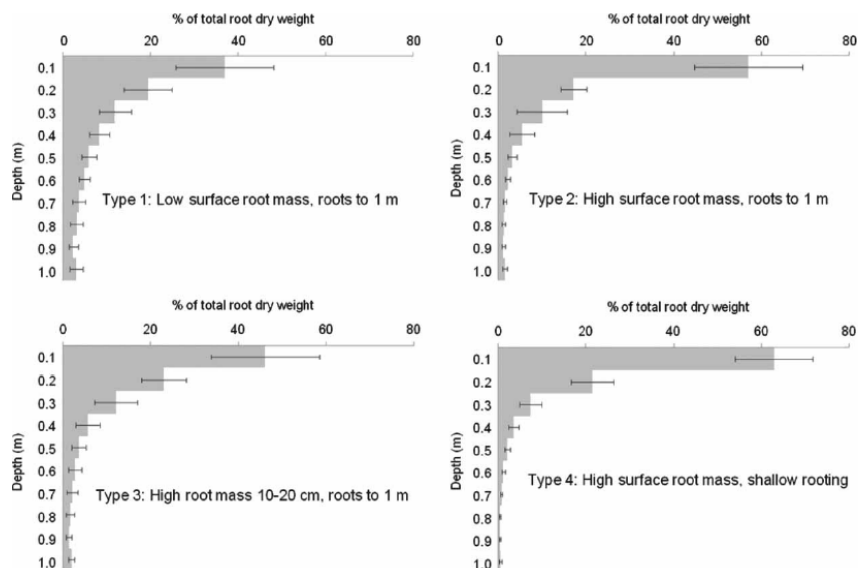 % of total root dry weight
0 20 40 60 80
0.1
0.2
0.3
0.4
0.5
0.6
0.7
0.8
0.9
1.0
Depth (m)
Type 1: Low surface root mass, roots to 1 m
% of total root dry weight
0 20 40 60 80
0.1
0.2
0.3
0.4
0.5
0.6
0.7
0.8
0.9
1.0
Depth (m)
Type 2: High surface root mass, roots to 1 m
% of total root dry weight
0 20 40 60 80
0.1
0.2
0.3
0.4
0.5
0.6
0.7
0.8
0.9
1.0
Depth (m)
Type 3: High root mass 10-20 cm, roots to 1 m
% of total root dry weight
0 20 40 60 80
0.1
0.2
0.3
0.4
0.5
0.6
0.7
0.8
0.9
1.0
Depth (m)
Type 4: High surface root mass, shallow rooting